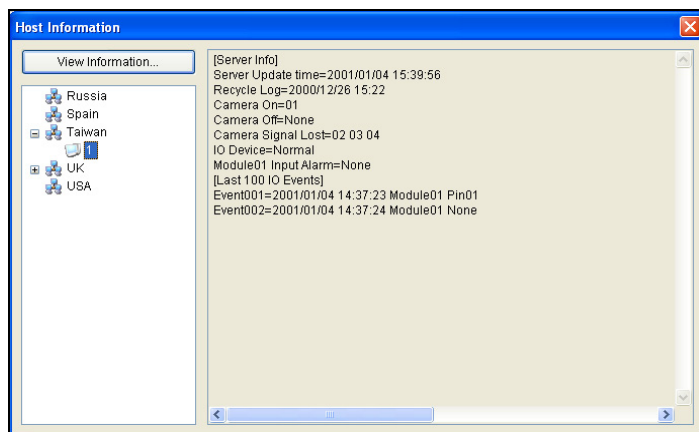 Host Information
View Information...
Russia
Spain
Taiwan
1
UK
USA
[Server Info]
Server Update time=2001/01/04 15:39:56
Recycle Log=2000/12/26 15:22
Camera On=01
Camera Off=None
Camera Signal Lost=02 03 04
IO Device=Normal
Module01 Input Alarm=None
[Last 100 IO Events]
Event001=2001/01/04 14:37:23 Module01 Pin01
Event002=2001/01/04 14:37:24 Module01 None